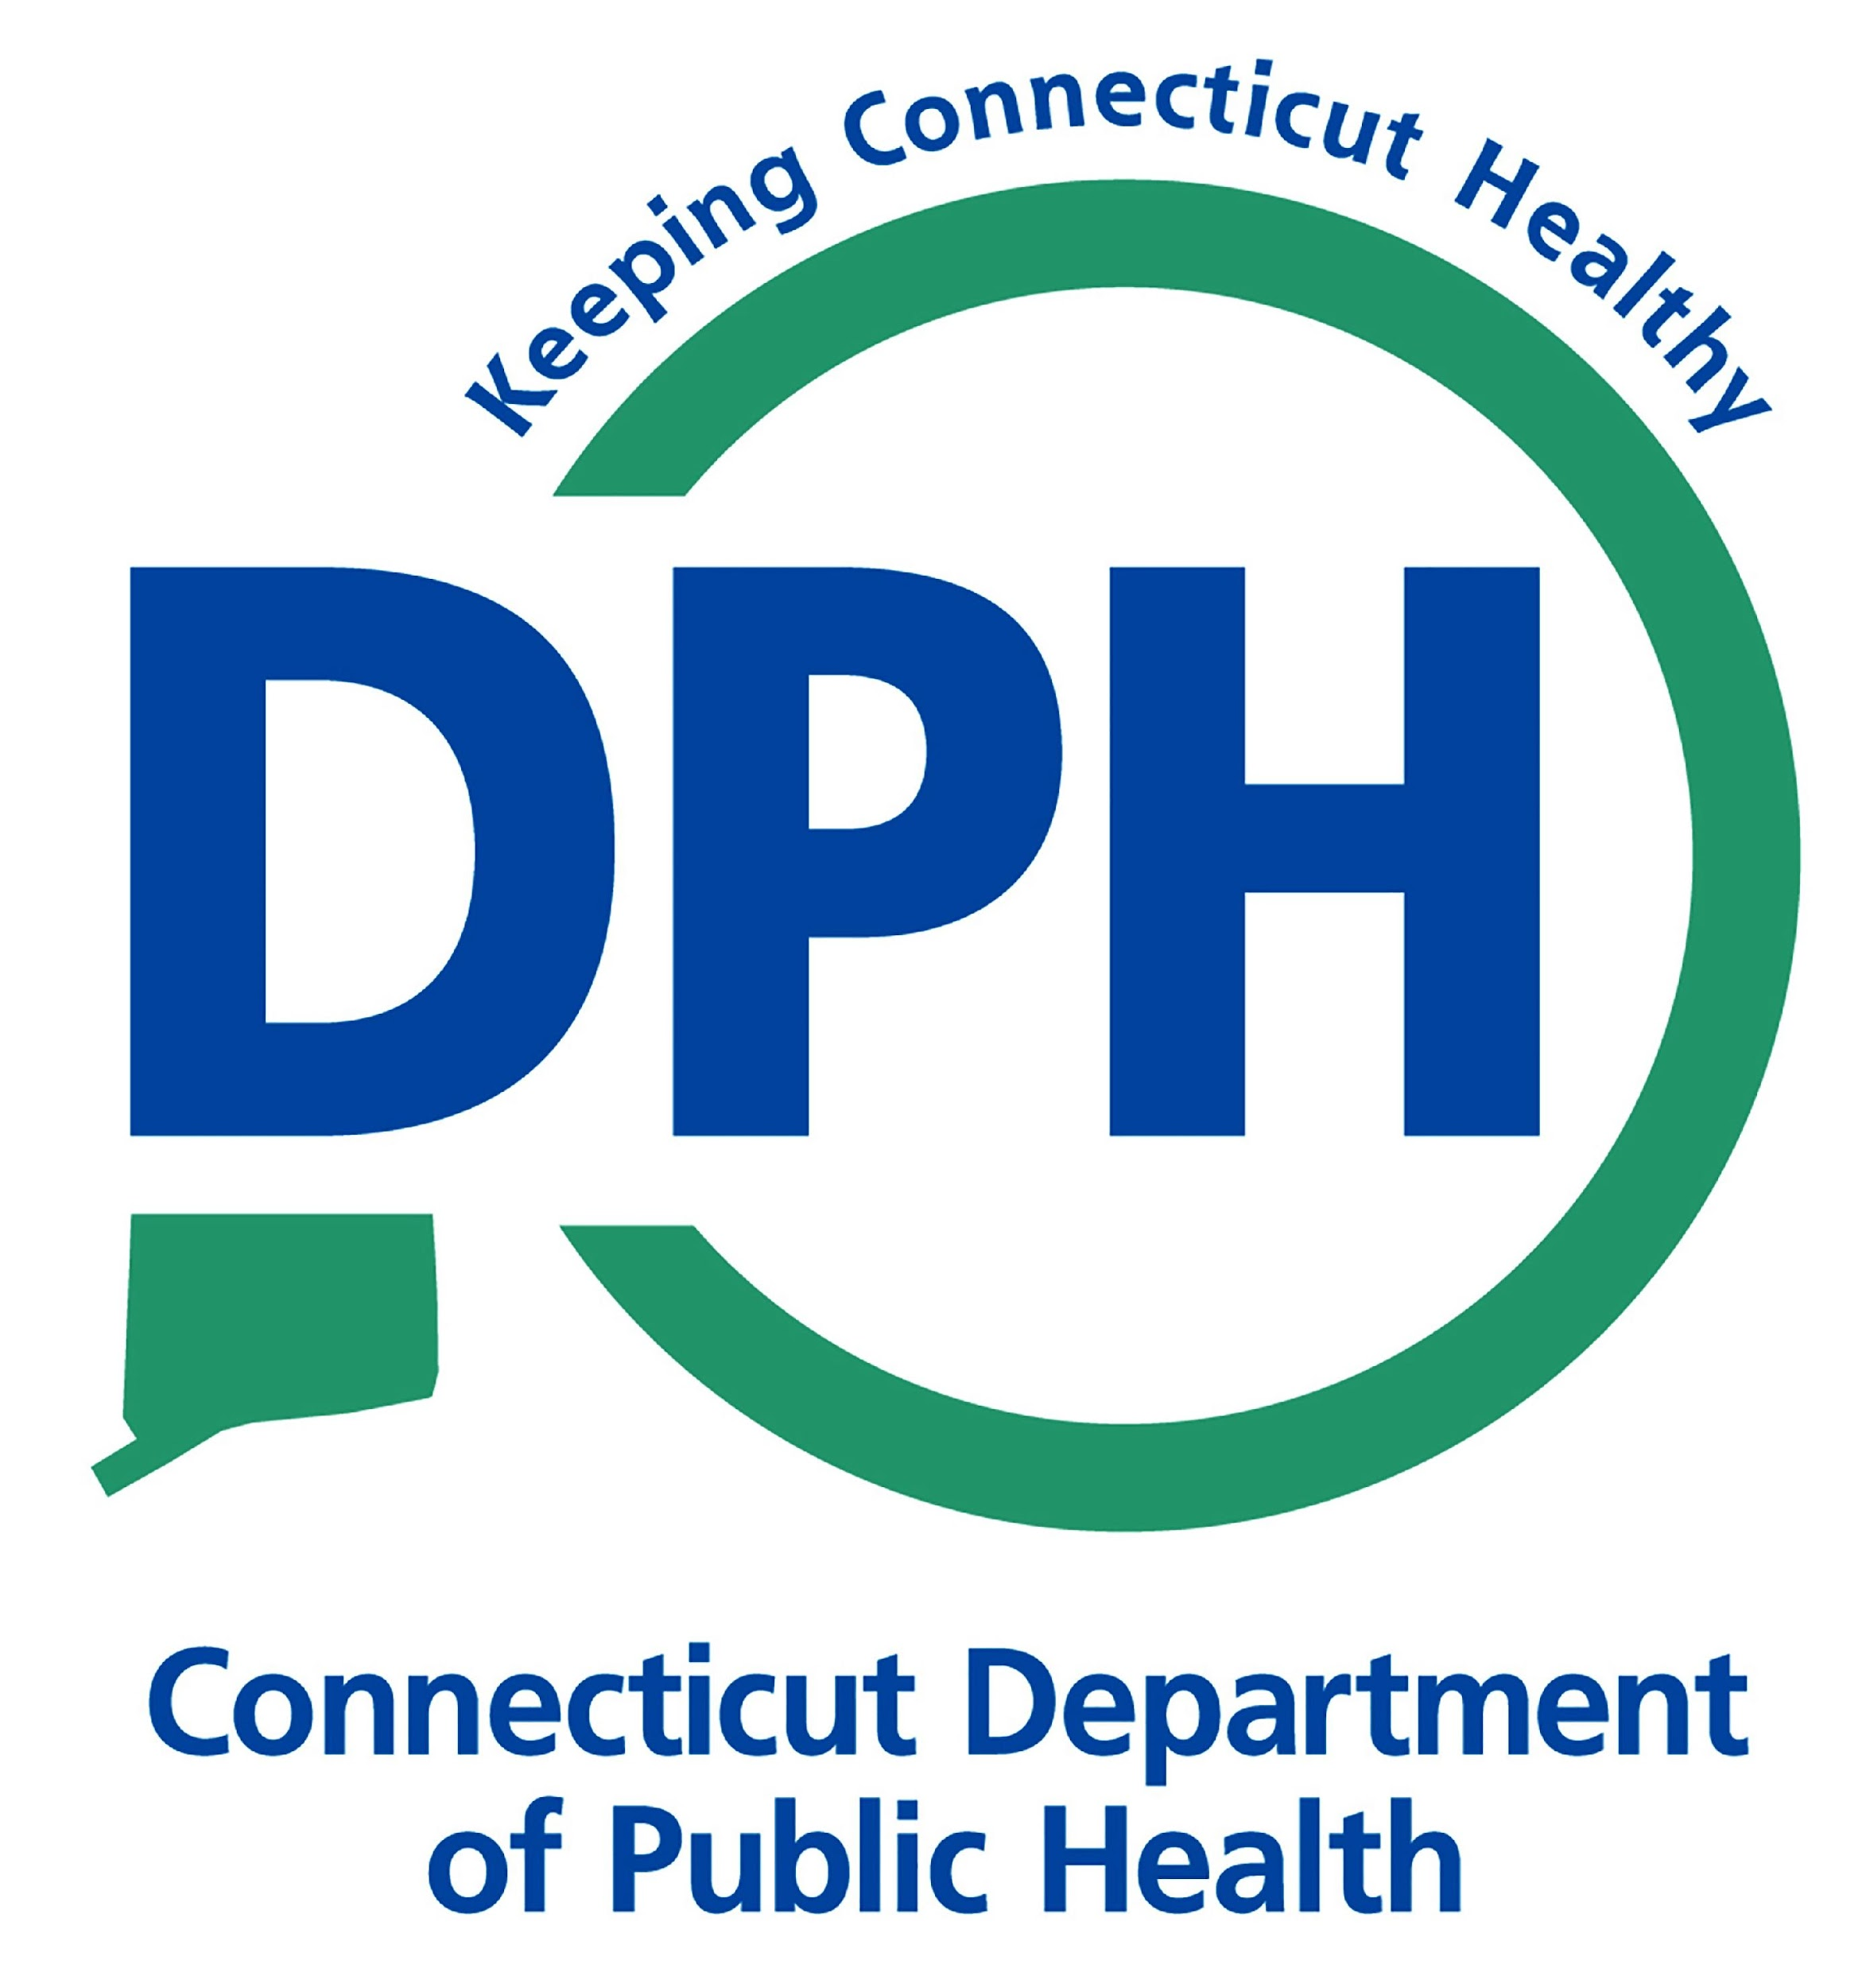 Keeping Connecticut Healthy
DPH
Connecticut Department
of Public Health